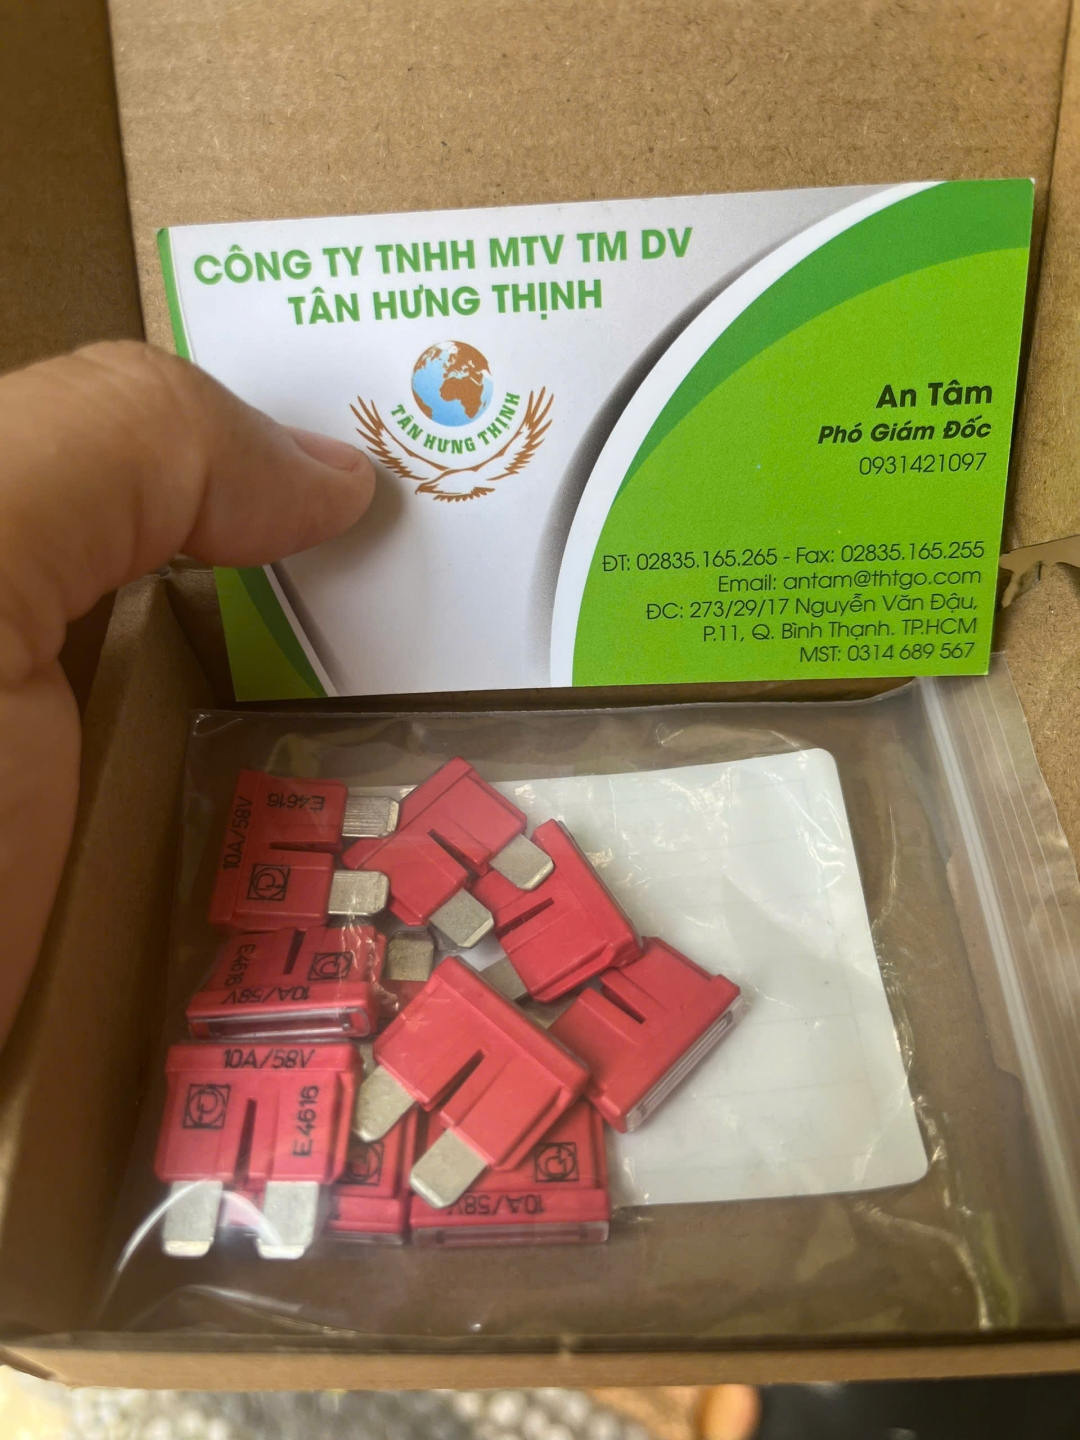 CÔNG TY TNHH MTV TM DV
TÂN HƯNG THỊNH
TÂN HƯNG THỊNH
An Tâm
Phó Giám Đốc
0931421097
ĐT: 02835.165.265 - Fax: 02835.165.255
Email: antam@thtgo.com
ĐC: 273/29/17 Nguyễn Văn Đậu,
P.11, Q. Bình Thạnh. TP.HCM
MST: 0314 689 567
E4616
10A/58V
E4616
10A/58V
10A/58V
E4616
10A/58V